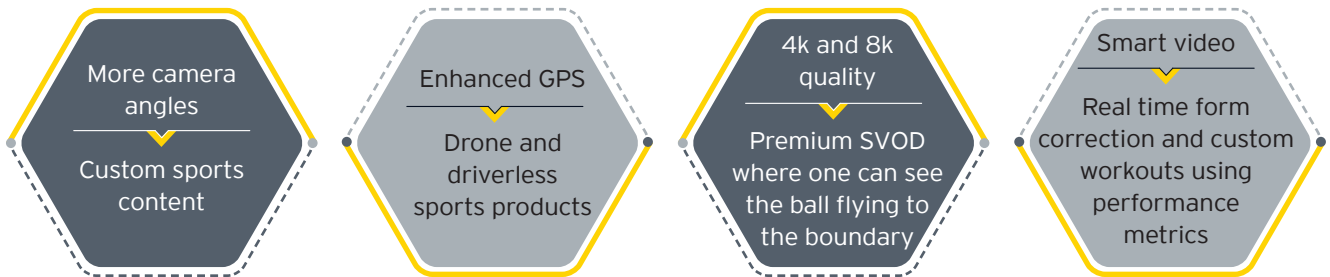 More camera
angles
Custom sports
content
Enhanced GPS
Drone and
driverless
sports products
4k and 8k
quality
Premium SVOD
where one can see
the ball flying to
the boundary
Smart video
Real time form
correction and custom
workouts using
performance
metrics